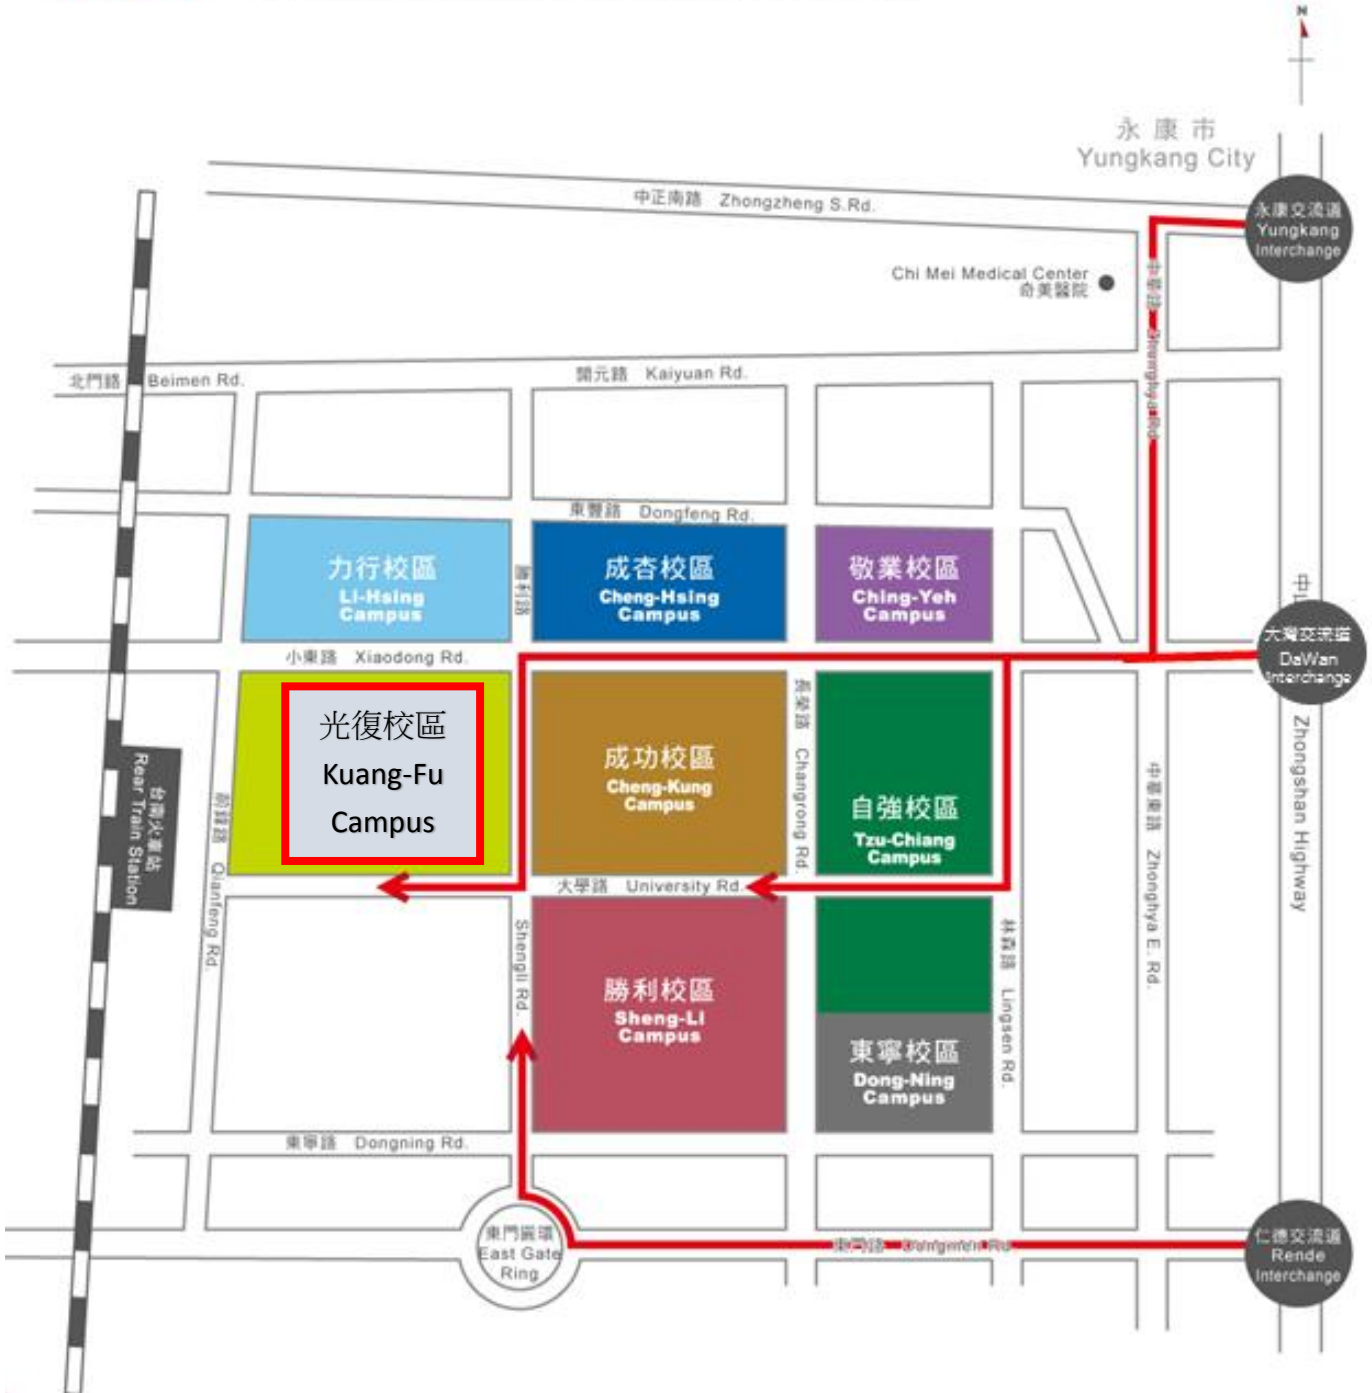 N
永康市
Yungkang City
中正南路 Zhongzheng S.Rd.
永康交流道
Yungkang
Interchange
Chi Mei Medical Center
奇美醫院
北門路 Beimen Rd.
開元路 Kaiyuan Rd.
東豐路 Dongfeng Rd.
力行校區
Li-Hsing
Campus
勝利路
成杏校區
Cheng-Hsing
Campus
敬業校區
Ching-Yeh
Campus
小東路 Xiaodong Rd.
大灣交流道
DaWan
Interchange
光復校區
Kuang-Fu
Campus
成功校區
Cheng-Kung
Campus
長榮路 Changrong Rd.
自強校區
Tzu-Chiang
Campus
台南火車站
Rear Train Station
前鋒路 Qianfeng Rd.
中華東路 Zhonghya E. Rd.
Zhongshan Highway
大學路 University Rd.
Shengli Rd.
勝利校區
Sheng-Li
Campus
林森路 Lingsen Rd.
東寧校區
Dong-Ning
Campus
東寧路 Dongning Rd.
東門圓環
East Gate
Ring
東門路
仁德交流道
Rende
Interchange